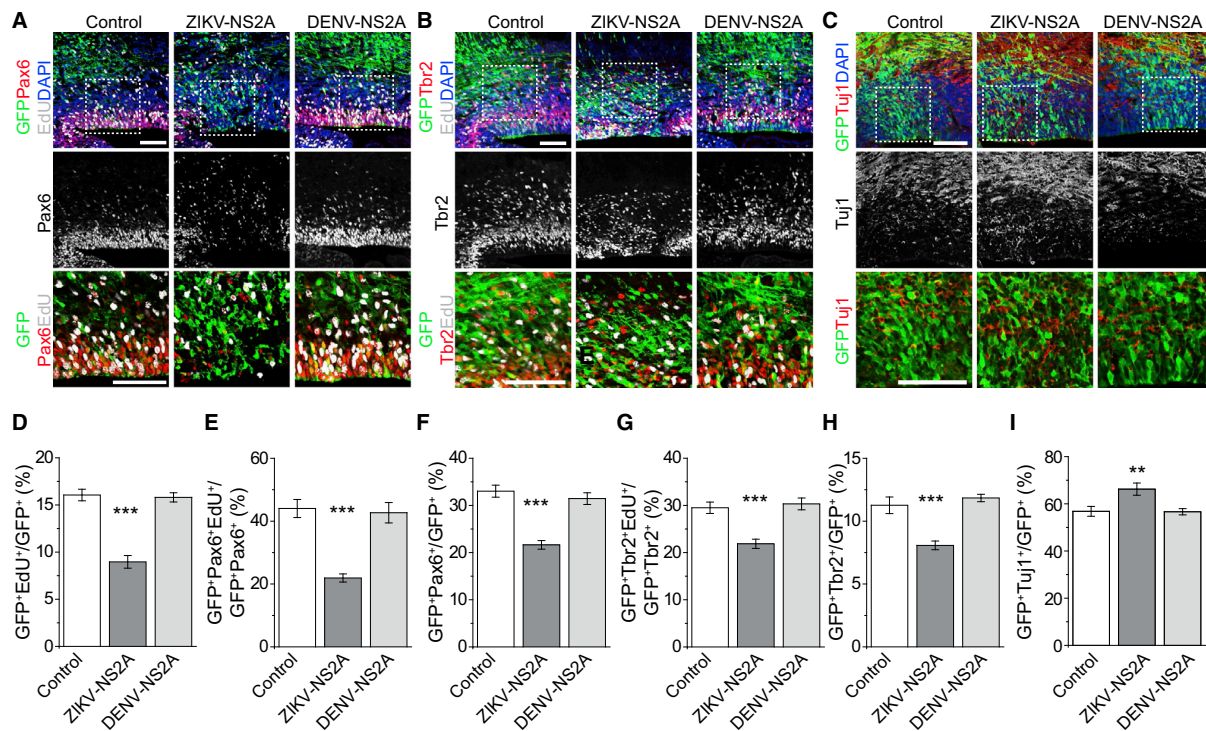 A
Control
ZIKV-NS2A
DENV-NS2A
GFPPax6
EdUDAPI
Pax6
GFP
Pax6EdU
B
Control
ZIKV-NS2A
DENV-NS2A
GFPTbr2
EdUDAPI
Tbr2
GFP
Tbr2EdU
E
C
Control
ZIKV-NS2A
DENV-NS2A
GFPTuj1DAPI
Tuj1
GFPTuj1
D
GFP⁺EdU⁺/GFP⁺ (%)
20
15
10
5
0
***
Control
ZIKV-NS2A
DENV-NS2A
E
GFP⁺Pax6⁺EdU⁺/
GFP⁺Pax6⁺ (%)
60
40
20
0
***
Control
ZIKV-NS2A
DENV-NS2A
F
GFP⁺Pax6⁺/GFP⁺ (%)
40
30
20
10
0
***
Control
ZIKV-NS2A
DENV-NS2A
G
GFP⁺Tbr2⁺EdU⁺/
GFP⁺Tbr2⁺ (%)
40
30
20
10
0
***
Control
ZIKV-NS2A
DENV-NS2A
H
GFP⁺Tbr2⁺/GFP⁺ (%)
15
12
9
6
3
0
***
Control
ZIKV-NS2A
DENV-NS2A
I
GFP⁺Tuj1⁺/GFP⁺ (%)
80
60
40
20
0
**
Control
ZIKV-NS2A
DENV-NS2A